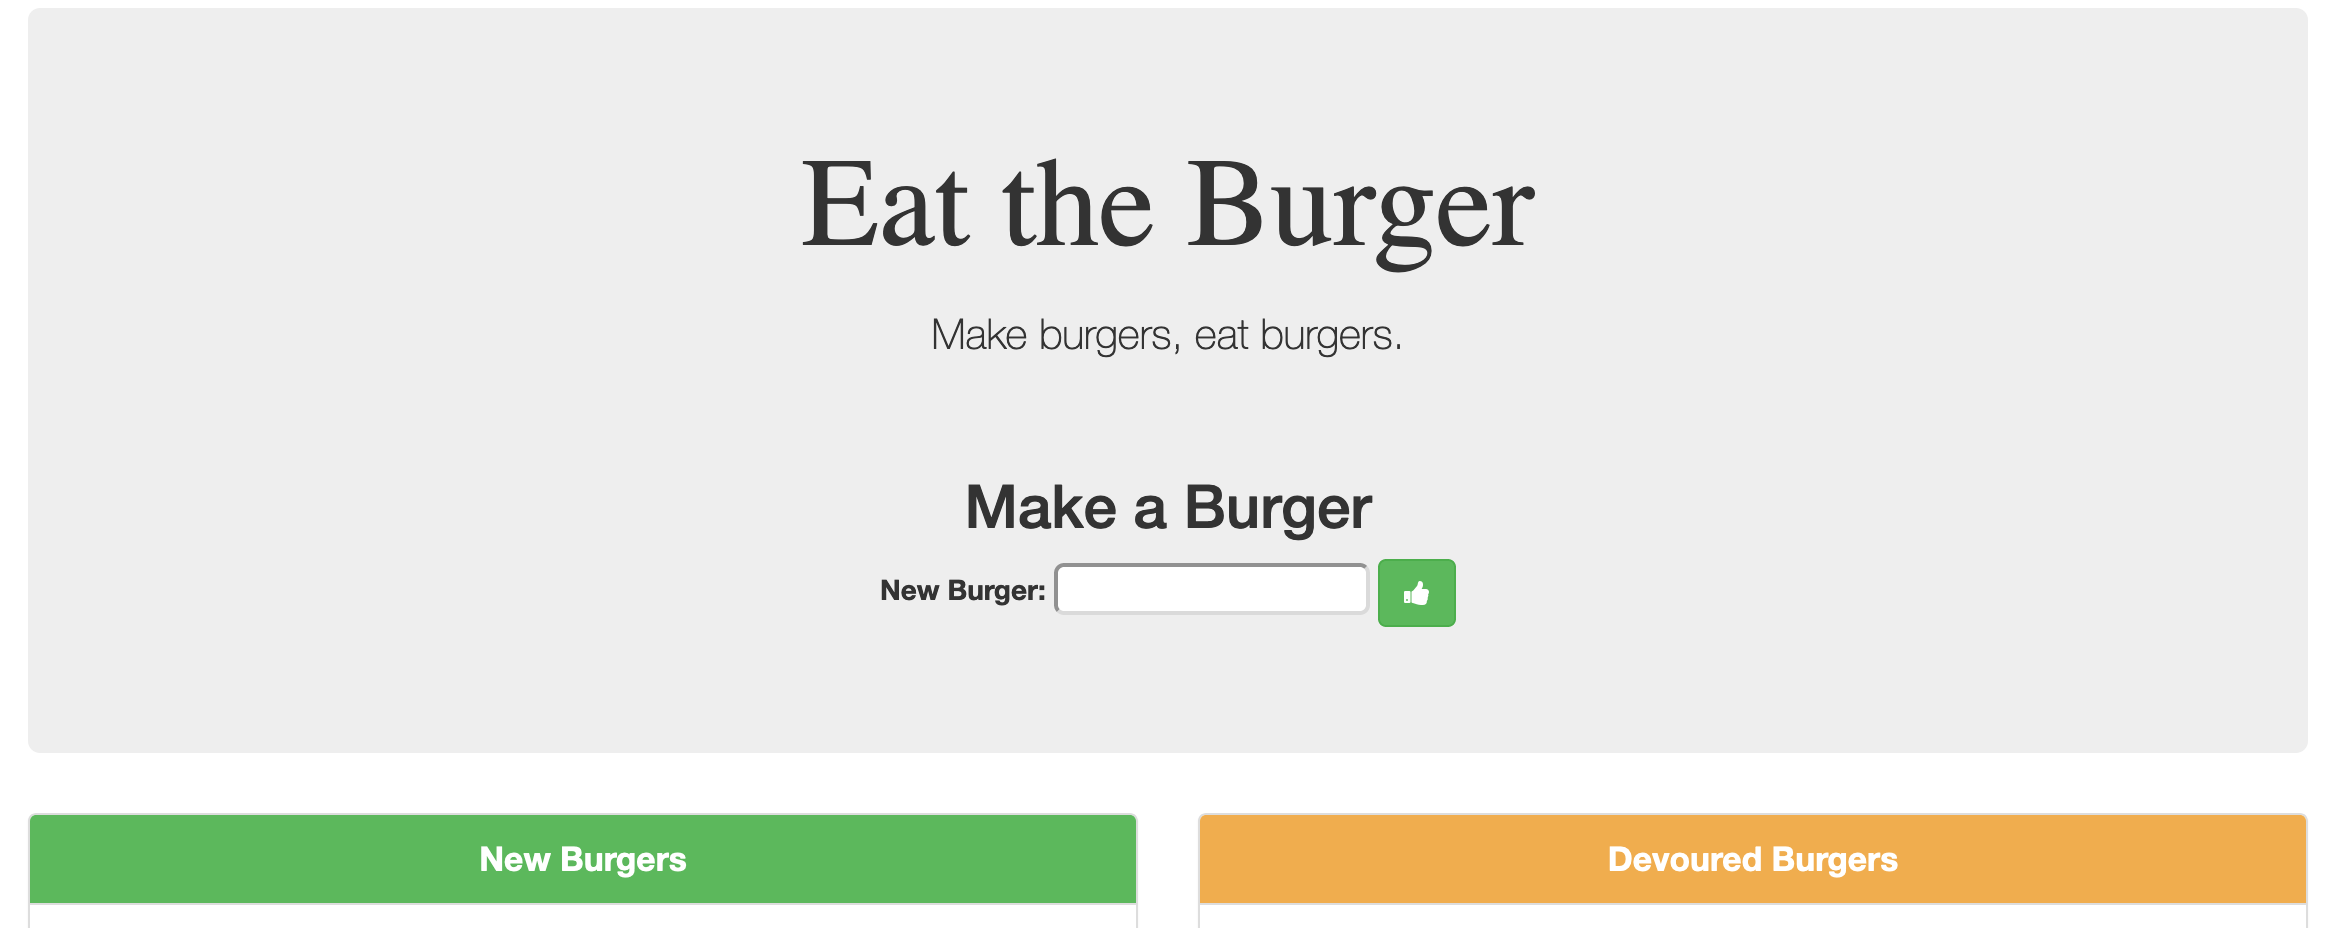 Eat the Burger
Make burgers, eat burgers.
Make a Burger
New Burger:
New Burgers
Devoured Burgers